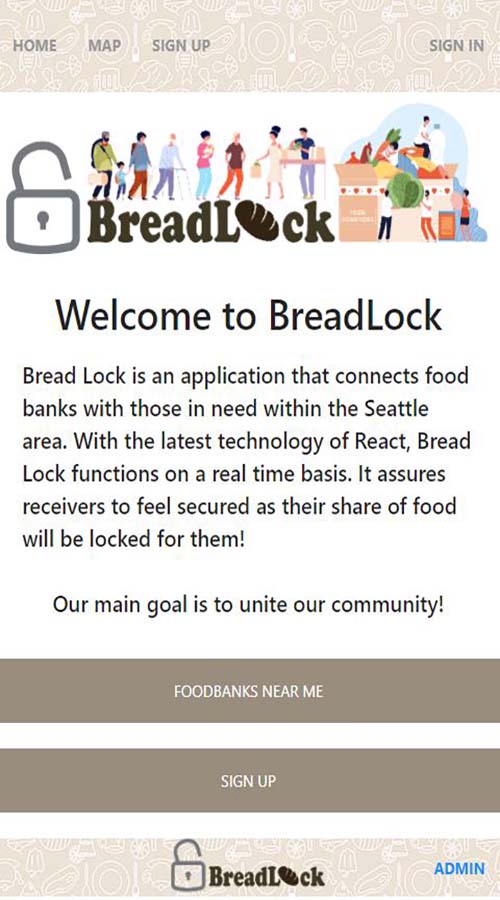 HOME MAP SIGN UP SIGN IN
BreadLock
FOOD
DONATIONS
Welcome to BreadLock
Bread Lock is an application that connects food
banks with those in need within the Seattle
area. With the latest technology of React, Bread
Lock functions on a real time basis. It assures
receivers to feel secured as their share of food
will be locked for them!
Our main goal is to unite our community!
FOODBANKS NEAR ME
SIGN UP
BreadLock
ADMIN